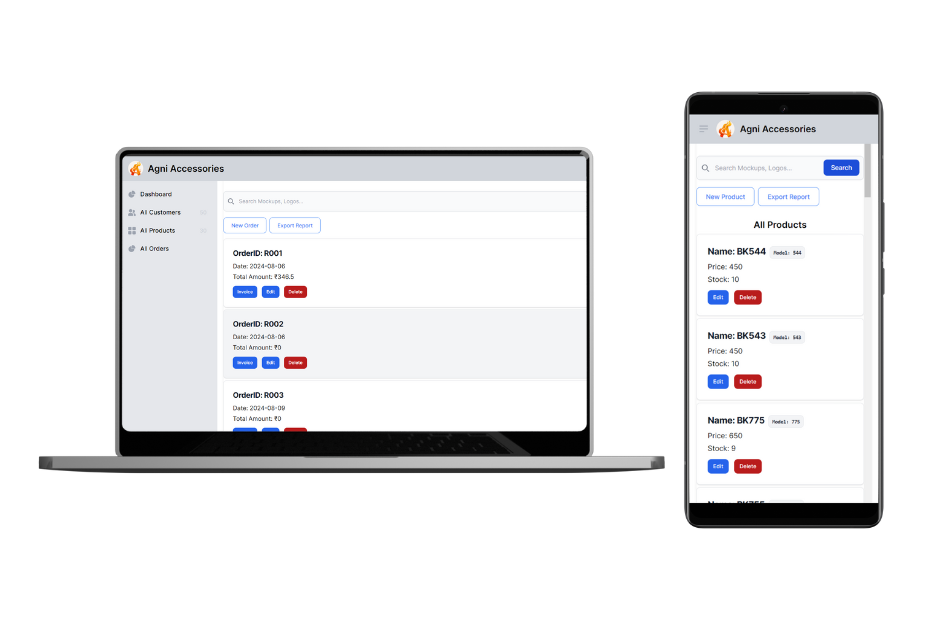 Agni Accessories
Dashboard
All Customers
All Products
All Orders
Search Mockups, Logos...
New Order
Export Report
OrderID: R001
Date: 2024-08-06
Total Amount: ₹346.5
Invoice
Edit
Delete
OrderID: R002
Date: 2024-08-06
Total Amount: ₹0
Invoice
Edit
Delete
OrderID: R003
Date: 2024-08-09
Total Amount: ₹0
Agni Accessories
Search Mockups, Logos...
Search
New Product
Export Report
All Products
Name: BK544
Model: 544
Price: 450
Stock: 10
Edit
Delete
Name: BK543
Model: 543
Price: 450
Stock: 10
Edit
Delete
Name: BK775
Model: 775
Price: 650
Stock: 9
Edit
Delete